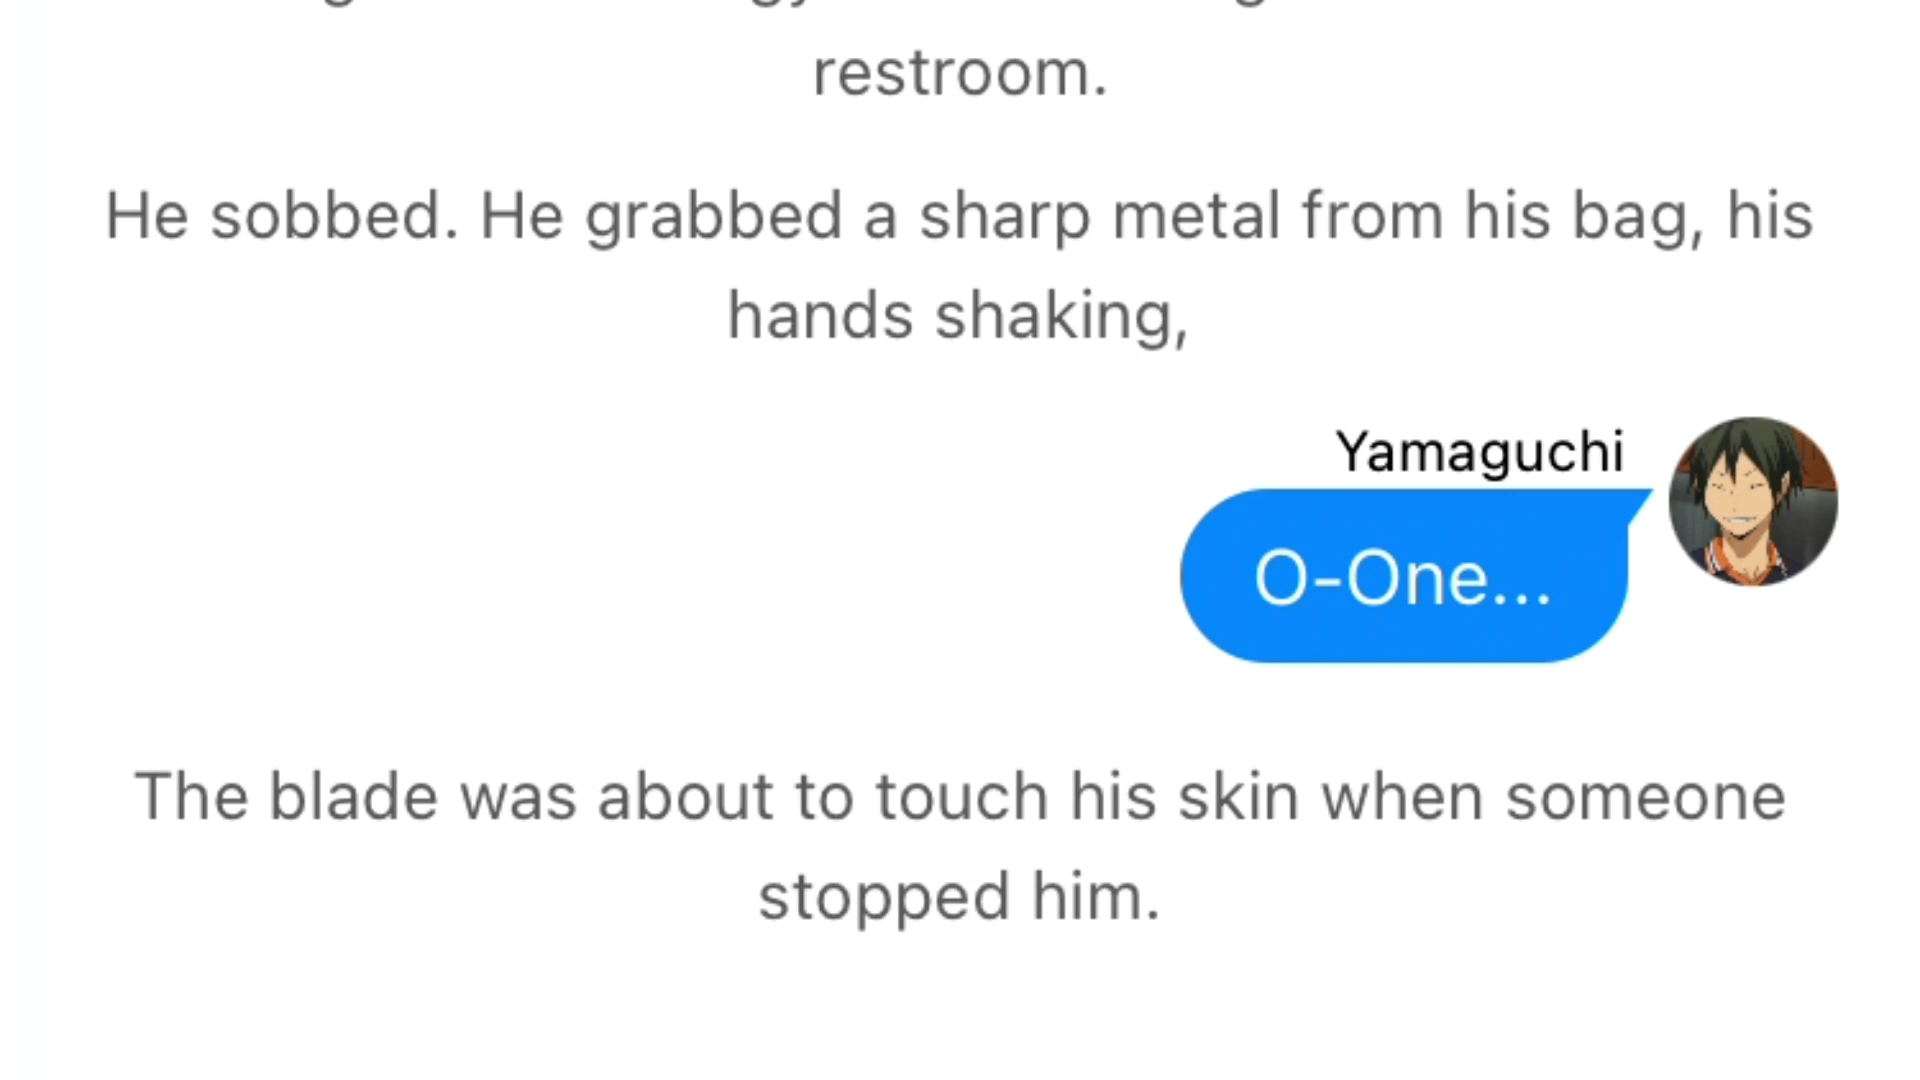 restroom.
He sobbed. He grabbed a sharp metal from his bag, his
hands shaking,
Yamaguchi
O-One...
The blade was about to touch his skin when someone
stopped him.